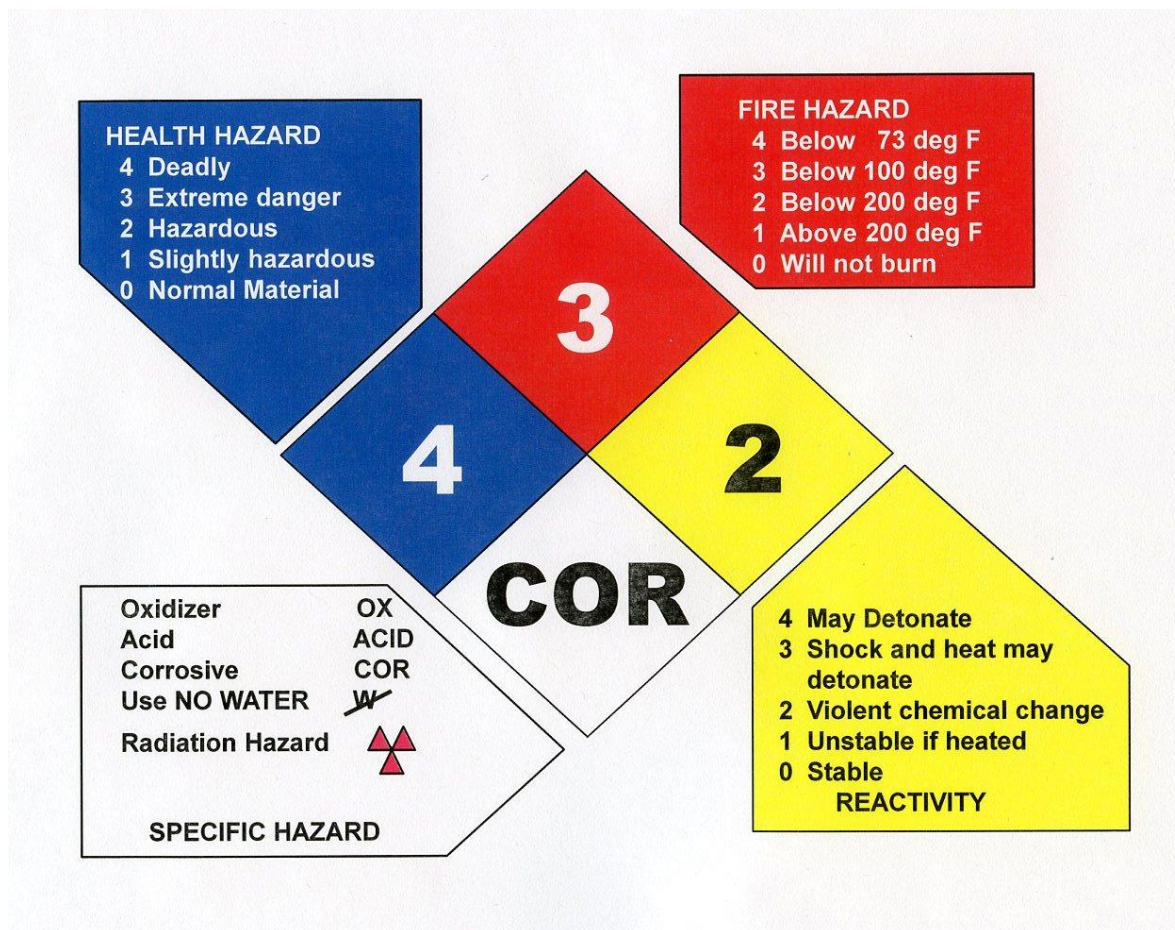 HEALTH HAZARD
4 Deadly
3 Extreme danger
2 Hazardous
1 Slightly hazardous
0 Normal Material
FIRE HAZARD
4 Below 73 deg F
3 Below 100 deg F
2 Below 200 deg F
1 Above 200 deg F
0 Will not burn
3
4
2
COR
Oxidizer OX
Acid ACID
Corrosive COR
Use NO WATER W
Radiation Hazard
SPECIFIC HAZARD
4 May Detonate
3 Shock and heat may
detonate
2 Violent chemical change
1 Unstable if heated
0 Stable
REACTIVITY